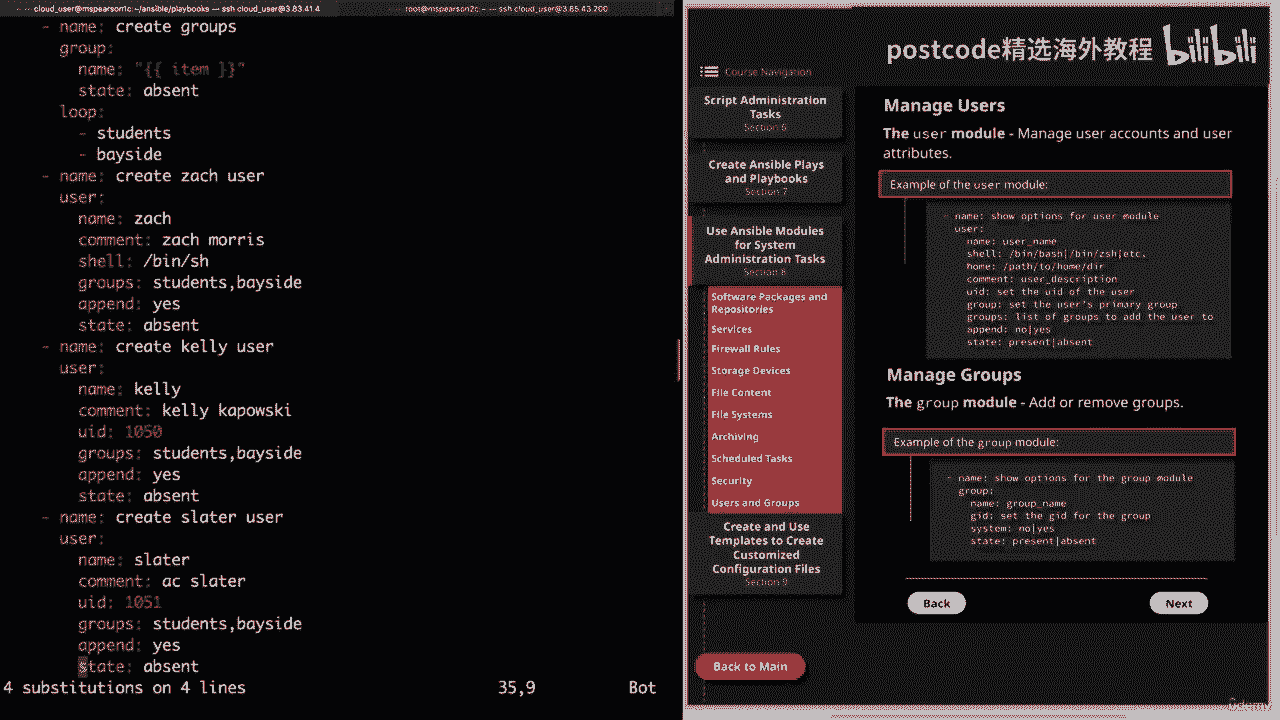 cloud_user@mspearson1c:~/ansible/playbooks — ssh cloud_user@3.83.41.4
root@mspearson2c:~ — ssh cloud_user@3.85.43.200
- name: create groups
group:
name: "{{ item }}"
state: absent
loop:
- students
- bayside
- name: create zach user
user:
name: zach
comment: zach morris
shell: /bin/sh
groups: students,bayside
append: yes
state: absent
- name: create kelly user
user:
name: kelly
comment: kelly kapowski
uid: 1050
groups: students,bayside
append: yes
state: absent
- name: create slater user
user:
name: slater
comment: ac slater
uid: 1051
groups: students,bayside
append: yes
state: absent
4 substitutions on 4 lines 35,9 Bot
postcode精选海外教程 bilibili
Course Navigation
Script Administration
Tasks
Section 6
Create Ansible Plays
and Playbooks
Section 7
Use Ansible Modules
for System
Administration Tasks
Section 8
Software Packages and
Repositories
Services
Firewall Rules
Storage Devices
File Content
File Systems
Archiving
Scheduled Tasks
Security
Users and Groups
Create and Use
Templates to Create
Customized
Configuration Files
Section 9
Back to Main
Manage Users
The user module - Manage user accounts and user
attributes.
Example of the user module:
- name: show options for user module
user:
name: user_name
shell: /bin/bash|/bin/zsh|etc.
home: /path/to/home/dir
comment: user_description
uid: set the uid of the user
group: set the user's primary group
groups: list of groups to add the user to
append: no|yes
state: present|absent
Manage Groups
The group module - Add or remove groups.
Example of the group module:
- name: show options for the group module
group:
name: group_name
gid: set the gid for the group
system: no|yes
state: present|absent
Back
Next
Udemy